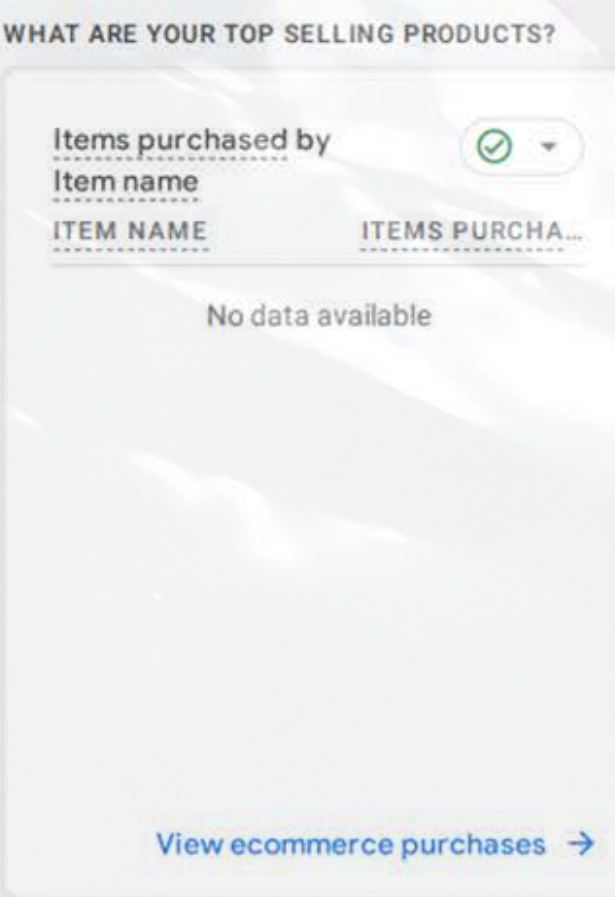 WHAT ARE YOUR TOP SELLING PRODUCTS?
Items purchased by
Item name
ITEM NAME ITEMS PURCHA...
No data available
View ecommerce purchases →